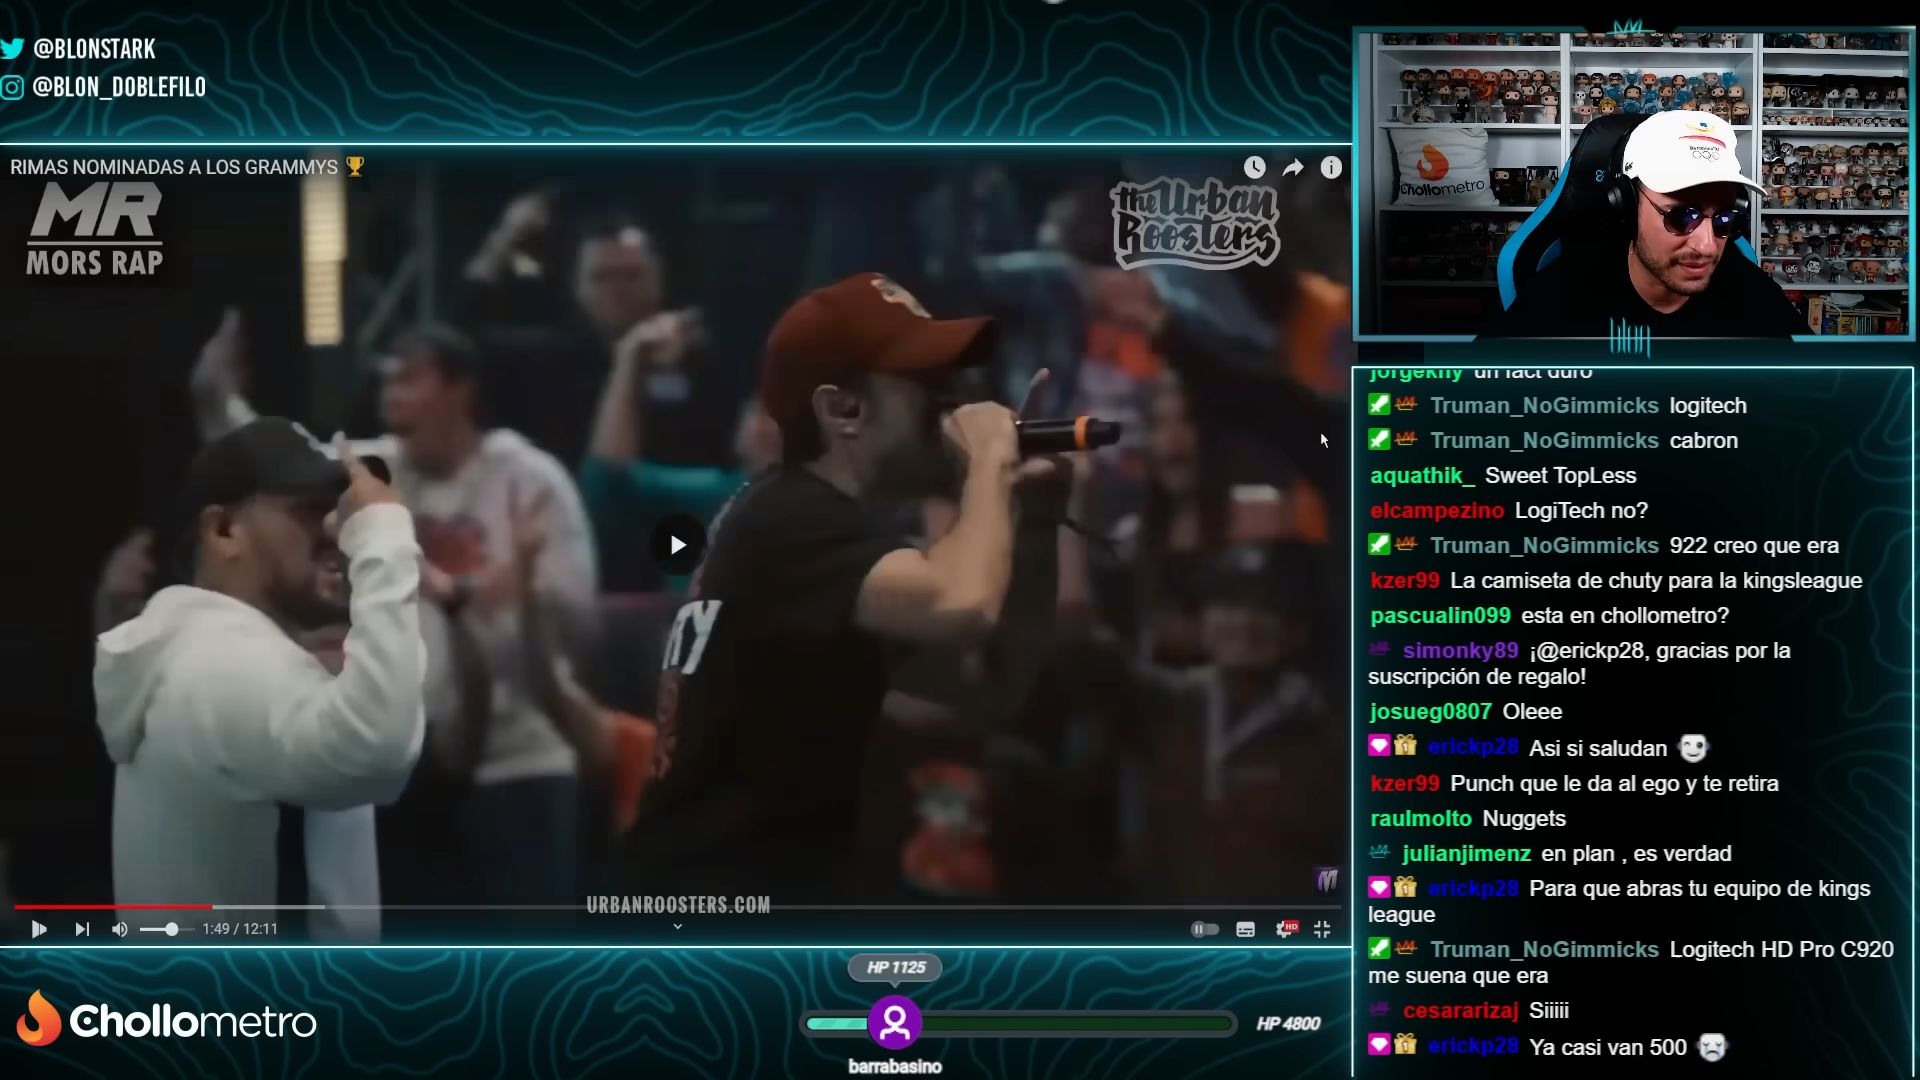 @BLONSTARK
@BLON_DOBLEFILO
RIMAS NOMINADAS A LOS GRAMMYS 🏆
MR
MORS RAP
the Urban
Roosters
URBANROOSTERS.COM
1:49 / 12:11
HD
Chollometro
HP 1125
HP 4800
barrabasino
chollometro
jorgekhy un fact duro
Truman_NoGimmicks logitech
Truman_NoGimmicks cabron
aquathik_ Sweet TopLess
elcampezino LogiTech no?
Truman_NoGimmicks 922 creo que era
kzer99 La camiseta de chuty para la kingsleague
pascualin099 esta en chollometro?
simonky89 ¡@erickp28, gracias por la
suscripción de regalo!
josueg0807 Oleee
erickp28 Asi si saludan
kzer99 Punch que le da al ego y te retira
raulmolto Nuggets
julianjimenz en plan , es verdad
erickp28 Para que abras tu equipo de kings
league
Truman_NoGimmicks Logitech HD Pro C920
me suena que era
cesararizaj Siiiii
erickp28 Ya casi van 500